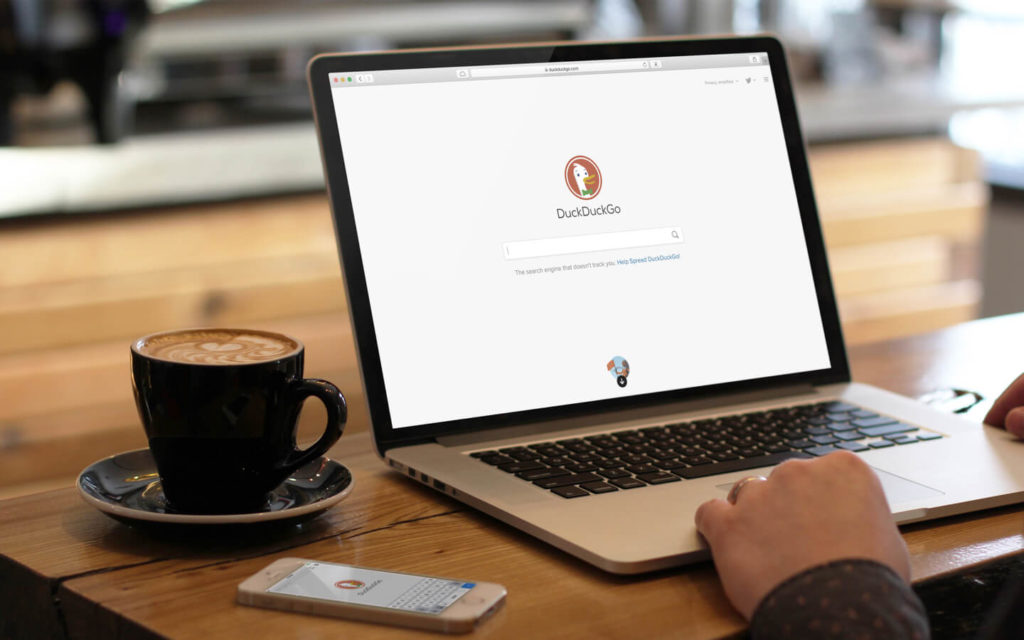 duckduckgo.com
Privacy, simplified.
DuckDuckGo
The search engine that doesn't track you. Help Spread DuckDuckGo!
DuckDuckGo